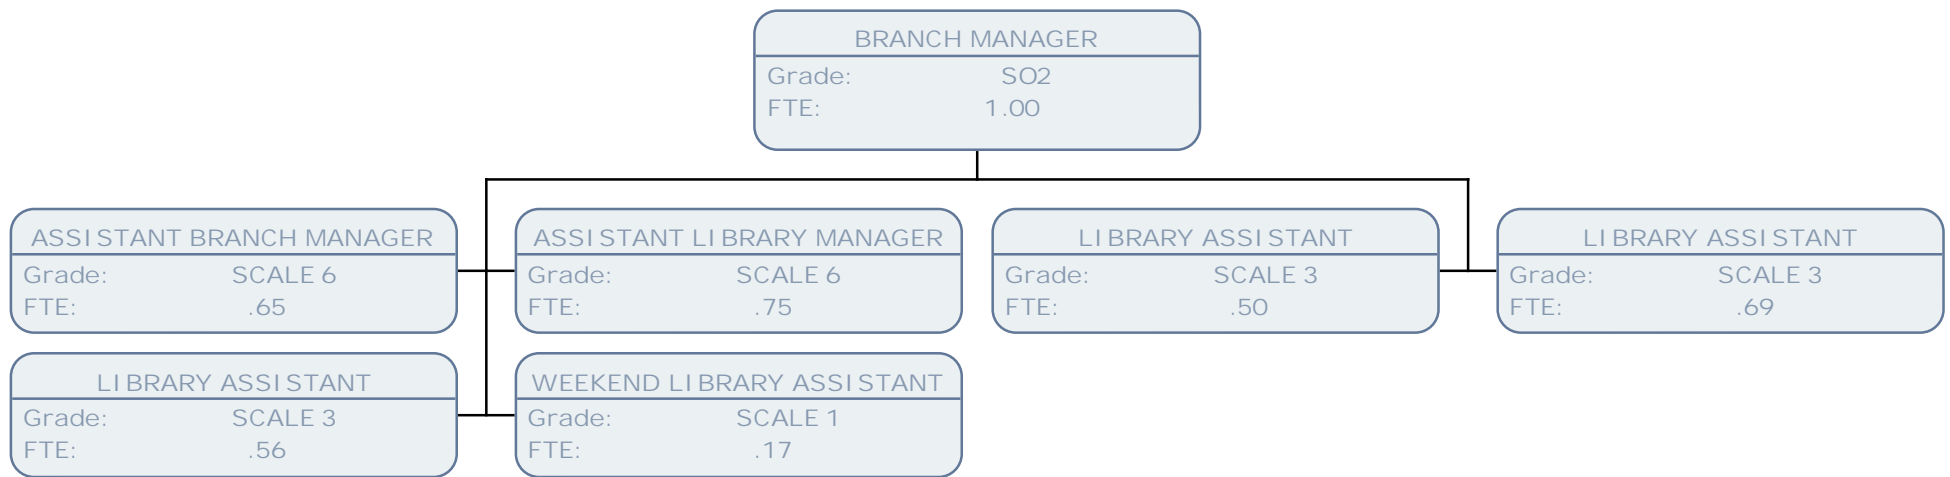 BRANCH MANAGER
Grade: SO2
FTE: 1.00
ASSISTANT BRANCH MANAGER
Grade: SCALE 6
FTE: .65
ASSISTANT LIBRARY MANAGER
Grade: SCALE 6
FTE: .75
LIBRARY ASSISTANT
Grade: SCALE 3
FTE: .50
LIBRARY ASSISTANT
Grade: SCALE 3
FTE: .69
LIBRARY ASSISTANT
Grade: SCALE 3
FTE: .56
WEEKEND LIBRARY ASSISTANT
Grade: SCALE 1
FTE: .17